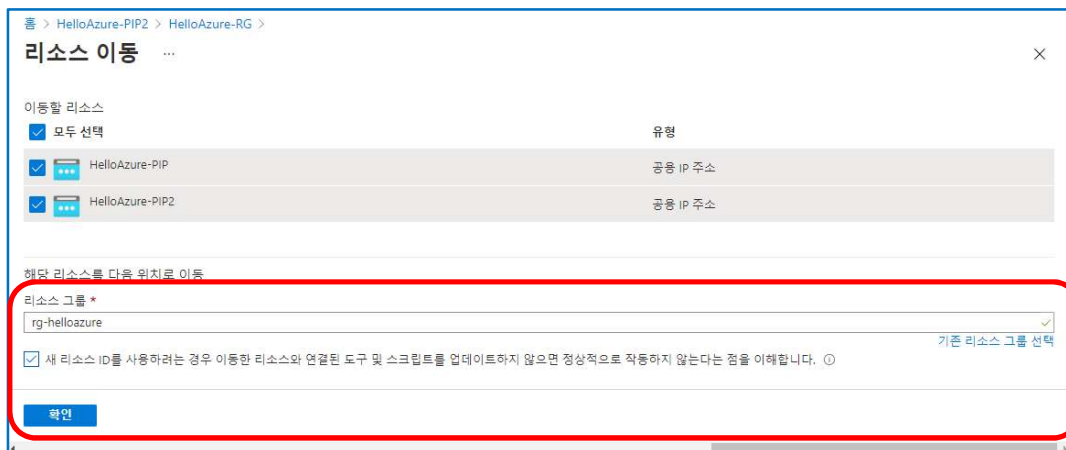 홈 > HelloAzure-PIP2 > HelloAzure-RG >
리소스 이동 ...
이동할 리소스
모두 선택 유형
HelloAzure-PIP 공용 IP 주소
HelloAzure-PIP2 공용 IP 주소
해당 리소스를 다음 위치로 이동
리소스 그룹 *
rg-helloazure
기존 리소스 그룹 선택
새 리소스 ID를 사용하려는 경우 이동한 리소스와 연결된 도구 및 스크립트를 업데이트하지 않으면 정상적으로 작동하지 않는다는 점을 이해합니다.
확인